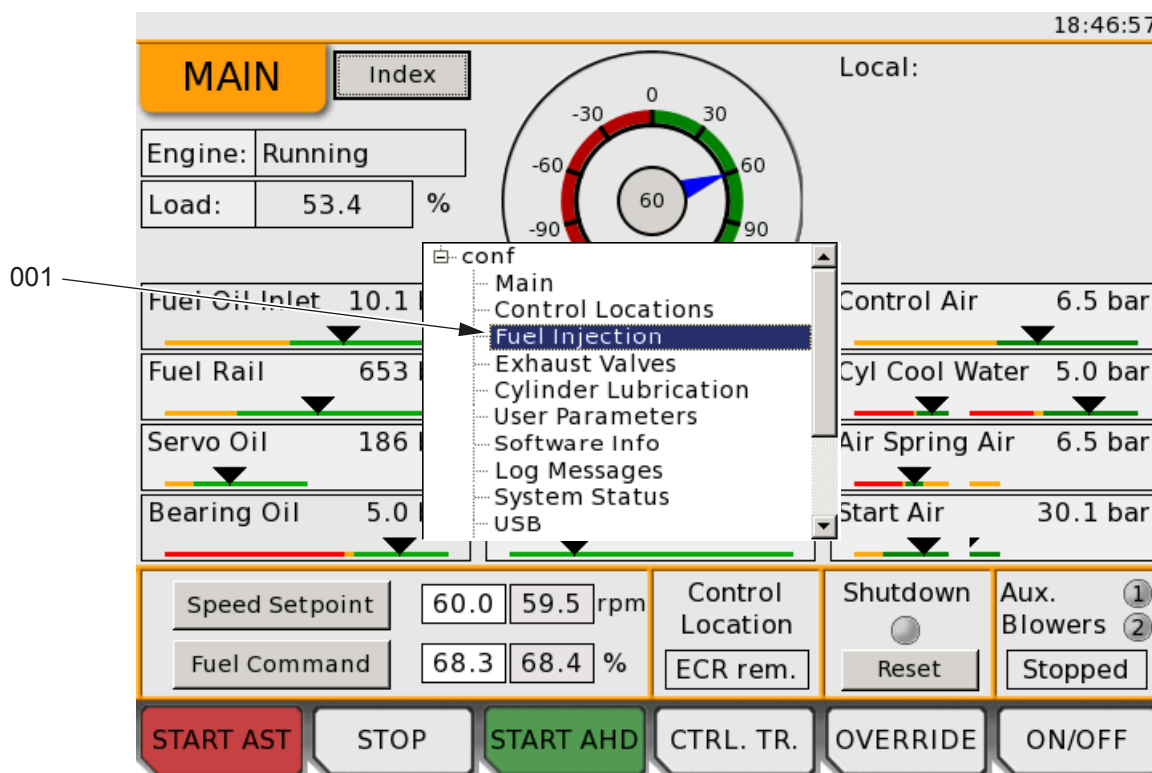 18:46:57
MAIN
Index
Local:
Engine: Running
Load: 53.4 %
0
-30 30
-60 60
60
-90 90
001
conf
Main
Control Locations
Fuel Injection
Exhaust Valves
Cylinder Lubrication
User Parameters
Software Info
Log Messages
System Status
USB
Fuel Oil Inlet 10.1
Control Air 6.5 bar
Fuel Rail 653
Cyl Cool Water 5.0 bar
Servo Oil 186
Air Spring Air 6.5 bar
Bearing Oil 5.0
Start Air 30.1 bar
Speed Setpoint 60.0 59.5 rpm
Fuel Command 68.3 68.4 %
Control
Location
ECR rem.
Shutdown
Reset
Aux. 1
Blowers 2
Stopped
START AST STOP START AHD CTRL. TR. OVERRIDE ON/OFF